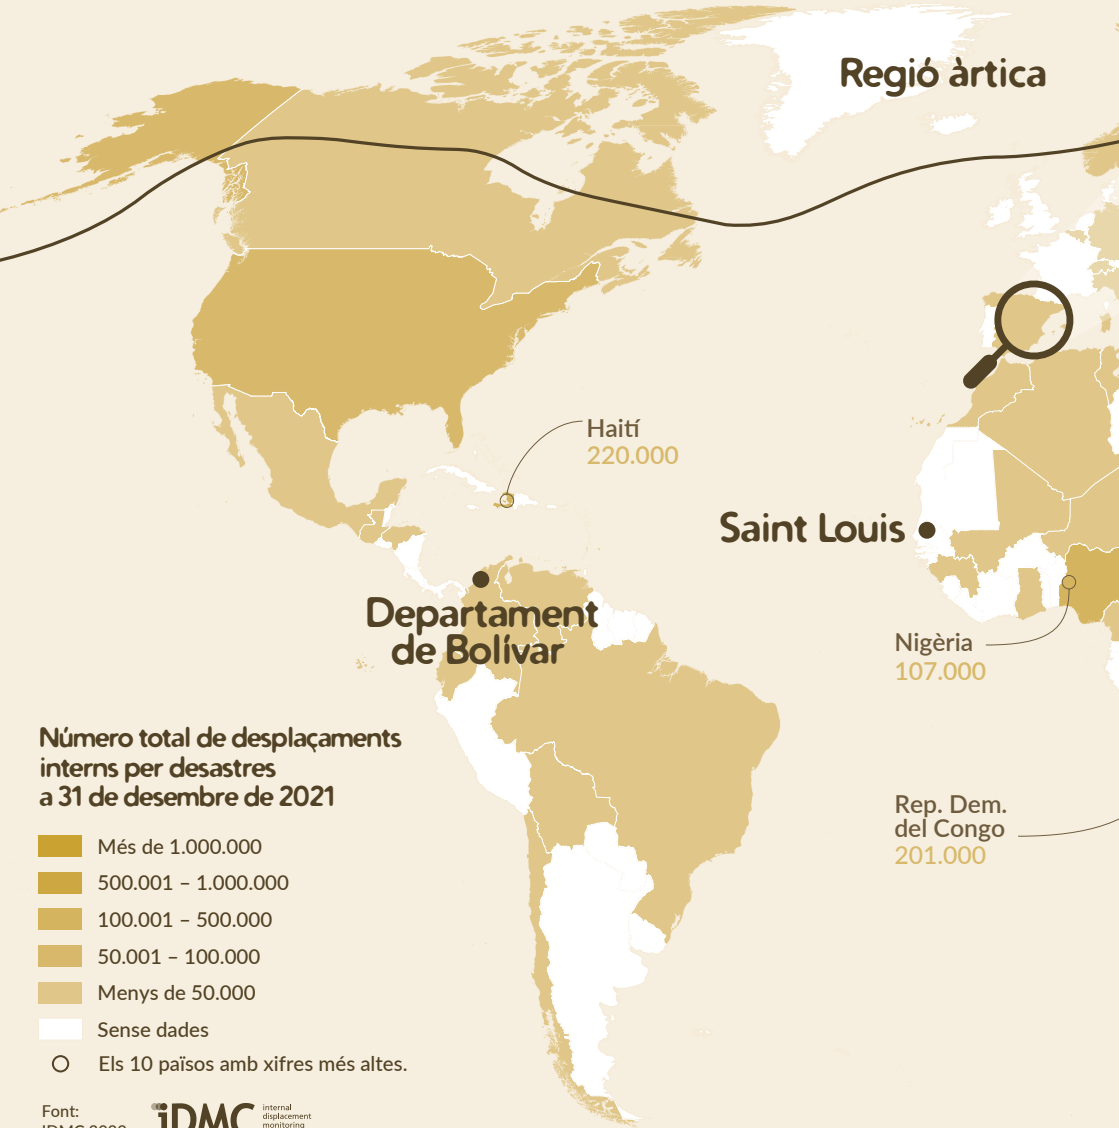 Regió àrtica
Haití
220.000
Saint Louis
Departament
de Bolívar
Nigèria
107.000
Rep. Dem.
del Congo
201.000
Número total de desplaçaments
interns per desastres
a 31 de desembre de 2021
Més de 1.000.000
500.001 – 1.000.000
100.001 – 500.000
50.001 – 100.000
Menys de 50.000
Sense dades
Els 10 països amb xifres més altes.
Font:
iDMC
internal
displacement
monitoring